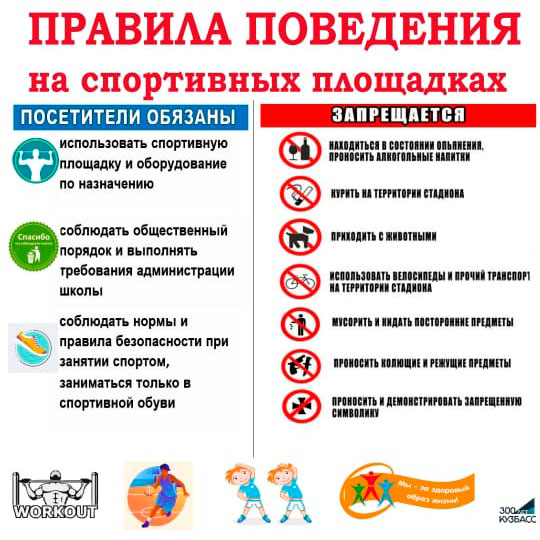 ПРАВИЛА ПОВЕДЕНИЯ
на спортивных площадках
ПОСЕТИТЕЛИ ОБЯЗАНЫ
использовать спортивную
площадку и оборудование
по назначению
Спасибо
соблюдать общественный
порядок и выполнять
требования администрации
школы
соблюдать нормы и
правила безопасности при
занятии спортом,
заниматься только в
спортивной обуви
ЗАПРЕЩАЕТСЯ
НАХОДИТЬСЯ В СОСТОЯНИИ ОПЬЯНЕНИЯ,
ПРОНОСИТЬ АЛКОГОЛЬНЫЕ НАПИТКИ
КУРИТЬ НА ТЕРРИТОРИИ СТАДИОНА
ПРИХОДИТЬ С ЖИВОТНЫМИ
ИСПОЛЬЗОВАТЬ ВЕЛОСИПЕДЫ И ПРОЧИЙ ТРАНСПОРТ
НА ТЕРРИТОРИИ СТАДИОНА
МУСОРИТЬ И КИДАТЬ ПОСТОРОННИЕ ПРЕДМЕТЫ
ПРОНОСИТЬ КОЛЮЩИЕ И РЕЖУЩИЕ ПРЕДМЕТЫ
ПРОНОСИТЬ И ДЕМОНСТРИРОВАТЬ ЗАПРЕЩЕННУЮ
СИМВОЛИКУ
WORKOUT
Мы - за здоровый
образ жизни!
300 ЛЕТ
КУЗБАСС